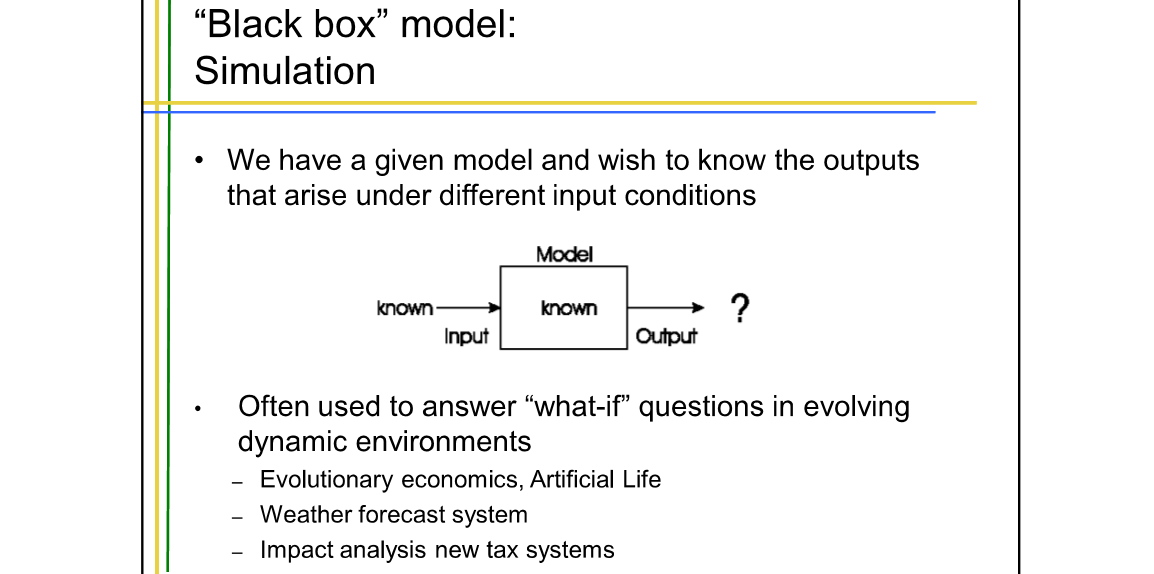 “Black box” model:
Simulation
• We have a given model and wish to know the outputs
that arise under different input conditions
Model
known
known
?
Input
Output
• Often used to answer “what-if” questions in evolving
dynamic environments
– Evolutionary economics, Artificial Life
– Weather forecast system
– Impact analysis new tax systems